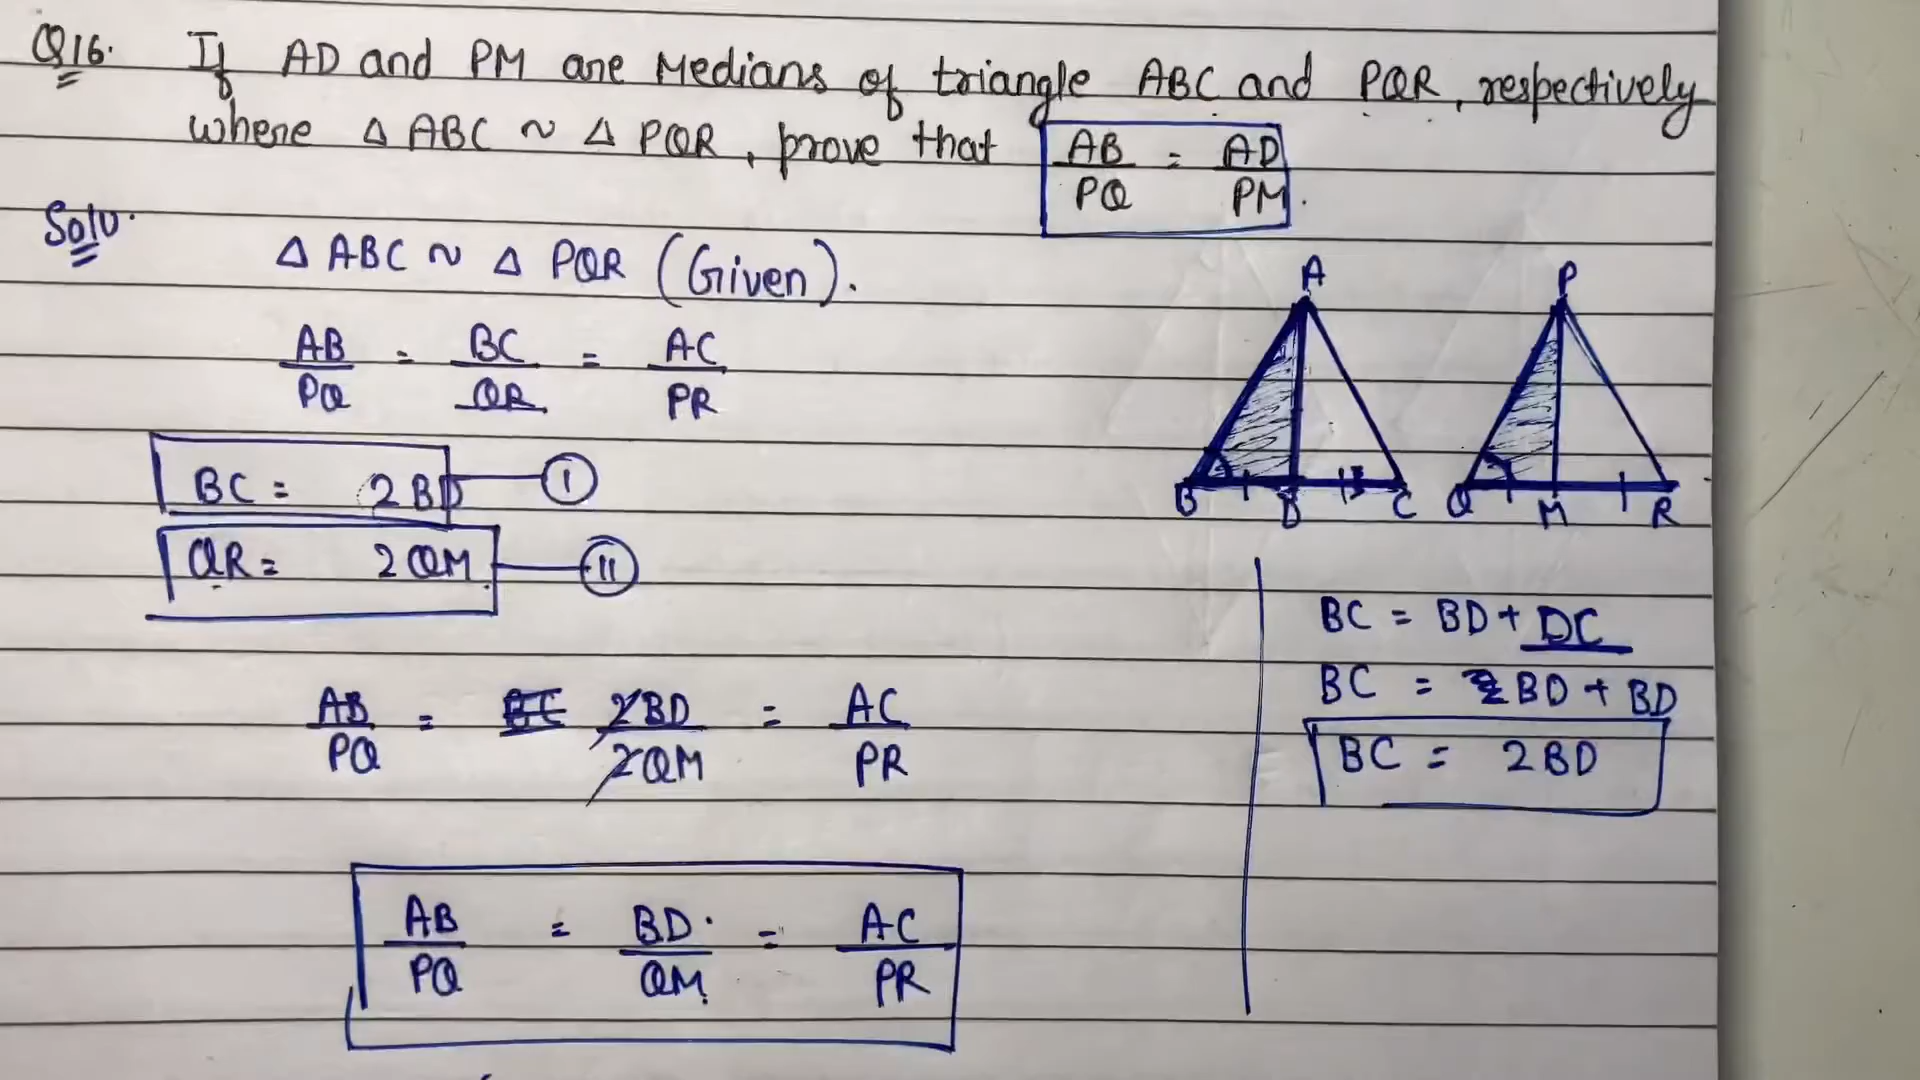 Q16. If AD and PM are Medians of triangle ABC and PQR, respectively
where Δ ABC ~ Δ PQR, prove that AB/PQ = AD/PM.
Solu.
Δ ABC ~ Δ PQR (Given).
AB/PQ = BC/QR = AC/PR
A
P
B D C
Q M R
BC = 2BD — I
QR = 2QM — II
BC = BD + DC
BC = BD + BD
BC = 2BD
AB/PQ = BC 2BD/2QM = AC/PR
AB/PQ = BD/QM = AC/PR